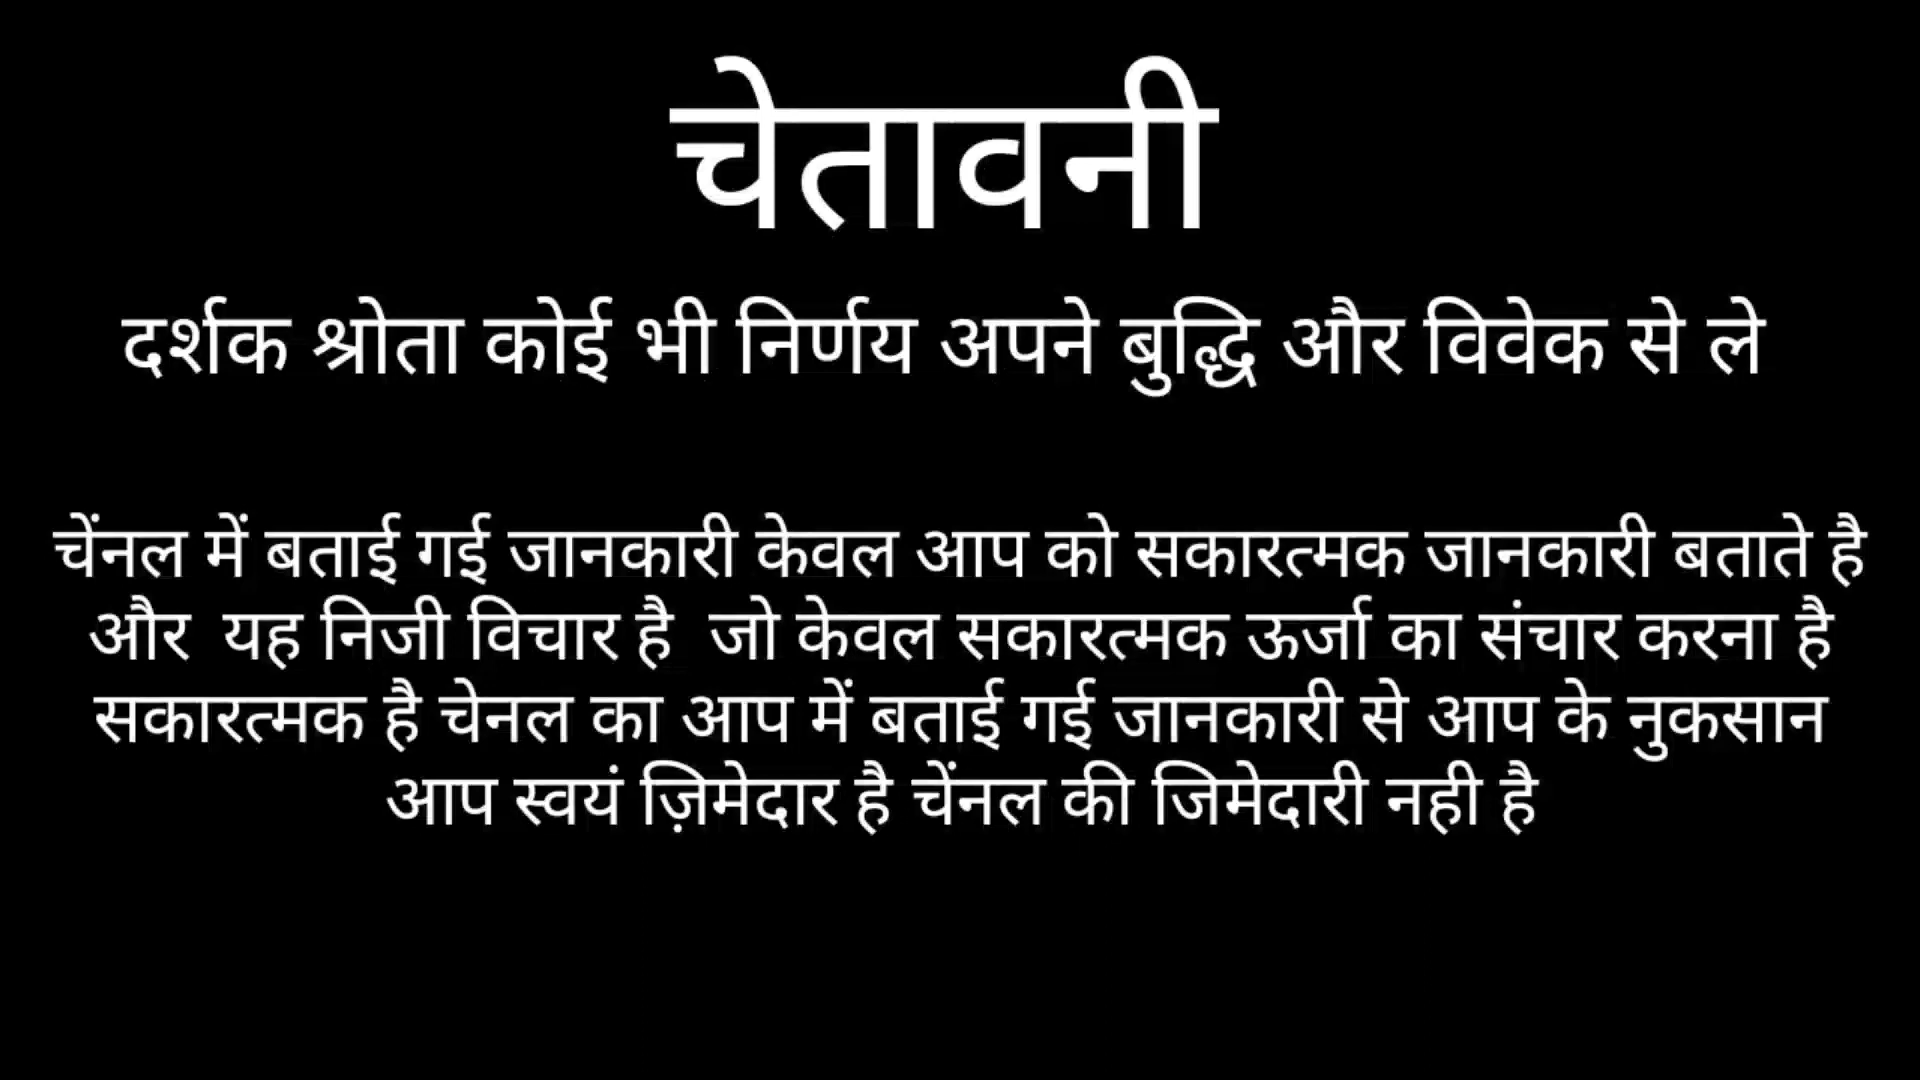 चेतावनी
दर्शक श्रोता कोई भी निर्णय अपने बुद्धि और विवेक से ले
चेंनल में बताई गई जानकारी केवल आप को सकारत्मक जानकारी बताते है
और यह निजी विचार है जो केवल सकारत्मक ऊर्जा का संचार करना है
सकारत्मक है चेनल का आप में बताई गई जानकारी से आप के नुकसान
आप स्वयं ज़िमेदार है चेंनल की जिमेदारी नही है